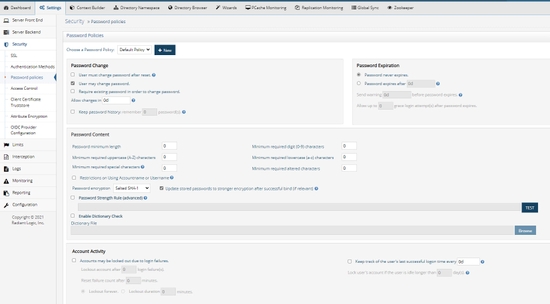 Dashboard Settings Context Builder Directory Namespace Directory Browser Wizards PCache Monitoring Replication Monitoring Global Sync Zookeeper
Server Front End
Server Backend
Security
SSL
Authentication Methods
Password policies
Access Control
Client Certificate Truststore
Attribute Encryption
OIDC Provider Configuration
Limits
Interception
Logs
Monitoring
Reporting
Configuration
Copyright © 2021
Radiant Logic, Inc.
Security > Password policies
Password Policies
Choose a Password Policy: Default Policy + New
Password Change
User must change password after reset
User may change password
Require existing password in order to change password
Allow changes in 0d
Keep password history: remember password(s)
Password Expiration
Password never expires
Password expires after 0d
Send warning 0d before password expires
Allow up to grace login attempt(s) after password expires
Password Content
Password minimum length 0
Minimum required digit (0-9) characters 0
Minimum required uppercase (A-Z) characters 0
Minimum required lowercase (a-z) characters 0
Minimum required special characters 0
Minimum required altered characters 0
Restrictions on Using Accountname or Username
Password encryption Salted SHA-1 Update stored passwords to stronger encryption after successful bind (if relevant)
Password Strength Rule (advanced)
TEST
Enable Dictionary Check
Dictionary File
Browse
Account Activity
Accounts may be locked out due to login failures.
Lockout account after login failure(s)
Reset failure count after minutes
Lockout forever Lockout duration minutes
Keep track of the user's last successful login time every 0d
Lock user's account if the user is idle longer than day(s)